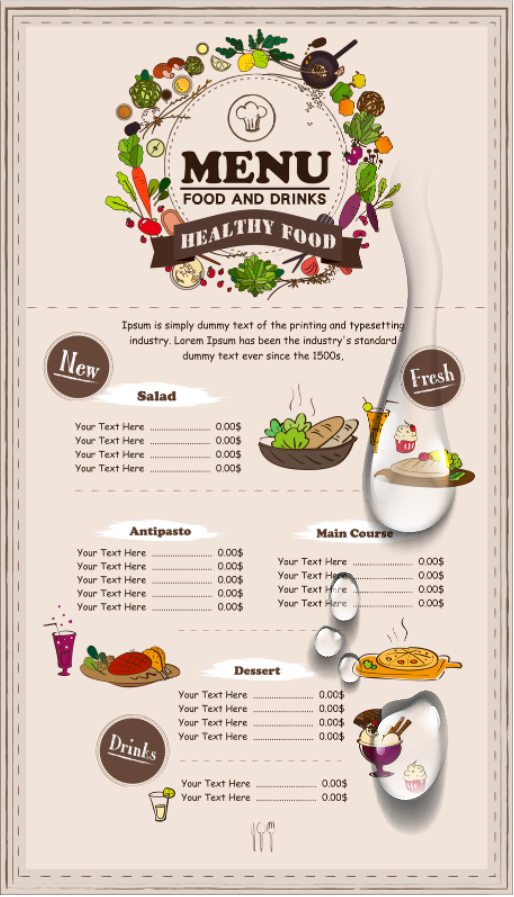 MENU
FOOD AND DRINKS
HEALTHY FOOD
Ipsum is simply dummy text of the printing and typesetting
industry. Lorem Ipsum has been the industry's standard
dummy text ever since the 1500s,
New
Fresh
Salad
Your Text Here ..................... 0.00$
Your Text Here ..................... 0.00$
Your Text Here ..................... 0.00$
Your Text Here ..................... 0.00$
Antipasto
Your Text Here ..................... 0.00$
Your Text Here ..................... 0.00$
Your Text Here ..................... 0.00$
Your Text Here ..................... 0.00$
Your Text Here ..................... 0.00$
Main Course
Your Text Here ..................... 0.00$
Your Text Here ..................... 0.00$
Your Text Here ..................... 0.00$
Your Text Here ..................... 0.00$
Dessert
Your Text Here ..................... 0.00$
Your Text Here ..................... 0.00$
Your Text Here ..................... 0.00$
Your Text Here ..................... 0.00$
Drinks
Your Text Here ..................... 0.00$
Your Text Here ..................... 0.00$